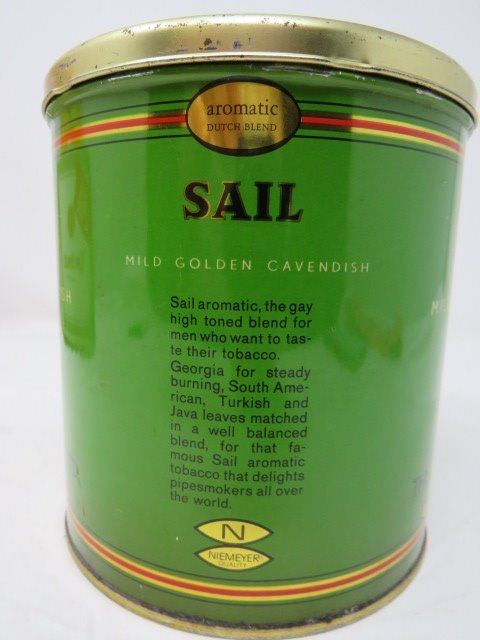 aromatic
DUTCH BLEND
SAIL
MILD GOLDEN CAVENDISH
Sail aromatic, the gay
high toned blend for
men who want to tas-
te their tobacco.
Georgia for steady
burning, South Ame-
rican, Turkish and
Java leaves matched
in a well balanced
blend, for that fa-
mous Sail aromatic
tobacco that delights
pipesmokers all over
the world.
N
NIEMEYER
QUALITY